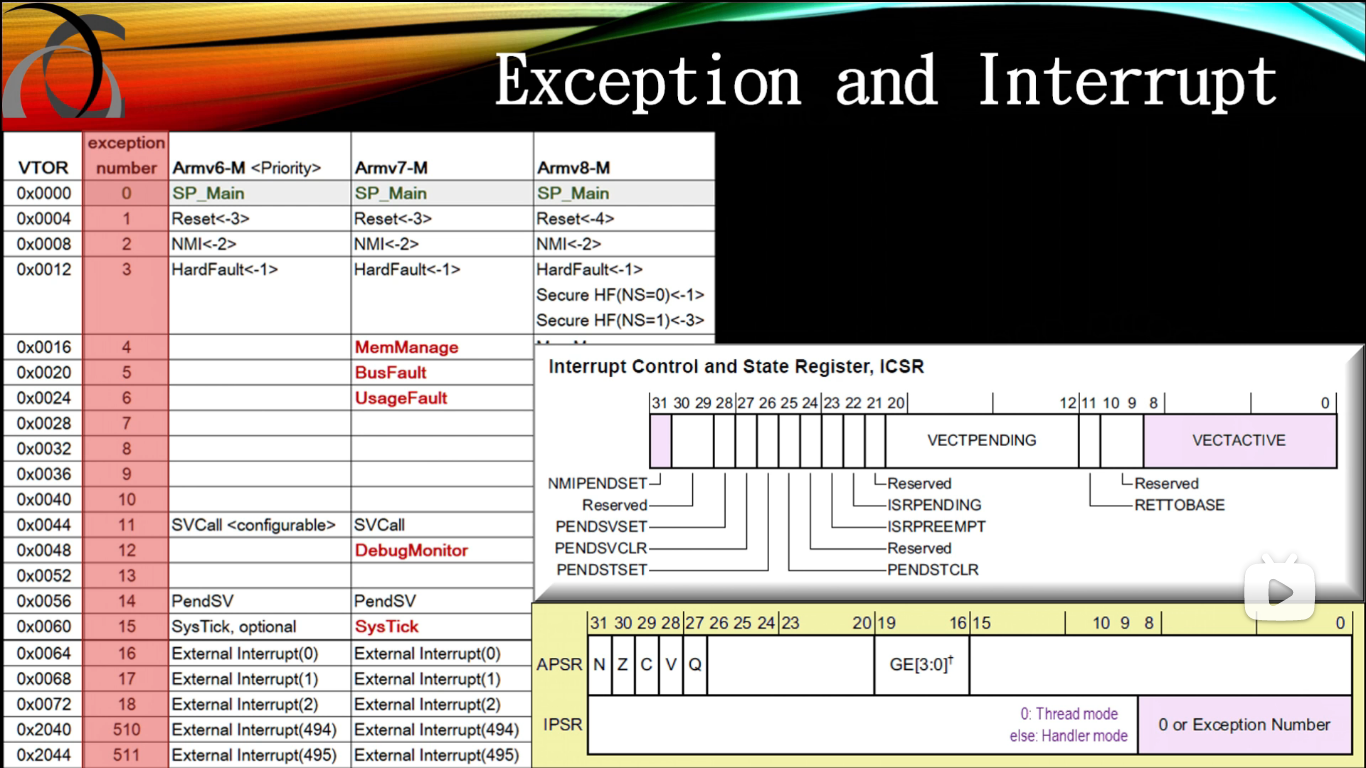 Exception and Interrupt
VTOR exception number Armv6-M <Priority> Armv7-M Armv8-M
0x0000 0 SP_Main SP_Main SP_Main
0x0004 1 Reset<-3> Reset<-3> Reset<-4>
0x0008 2 NMI<-2> NMI<-2> NMI<-2>
0x0012 3 HardFault<-1> HardFault<-1> HardFault<-1>
Secure HF(NS=0)<-1>
Secure HF(NS=1)<-3>
0x0016 4 MemManage
0x0020 5 BusFault
0x0024 6 UsageFault
0x0028 7
0x0032 8
0x0036 9
0x0040 10
0x0044 11 SVCall <configurable> SVCall
0x0048 12 DebugMonitor
0x0052 13
0x0056 14 PendSV PendSV
0x0060 15 SysTick, optional SysTick
0x0064 16 External Interrupt(0) External Interrupt(0)
0x0068 17 External Interrupt(1) External Interrupt(1)
0x0072 18 External Interrupt(2) External Interrupt(2)
0x2040 510 External Interrupt(494) External Interrupt(494)
0x2044 511 External Interrupt(495) External Interrupt(495)
Interrupt Control and State Register, ICSR
31 30 29 28 27 26 25 24 23 22 21 20 12 11 10 9 8 0
VECTPENDING VECTACTIVE
NMIPENDSET Reserved Reserved
Reserved ISRPENDING RETTOBASE
PENDSVSET ISRPREEMPT
PENDSVCLR Reserved
PENDSTSET PENDSTCLR
31 30 29 28 27 26 25 24 23 20 19 16 15 10 9 8 0
APSR N Z C V Q GE[3:0]†
IPSR 0: Thread mode
else: Handler mode
0 or Exception Number